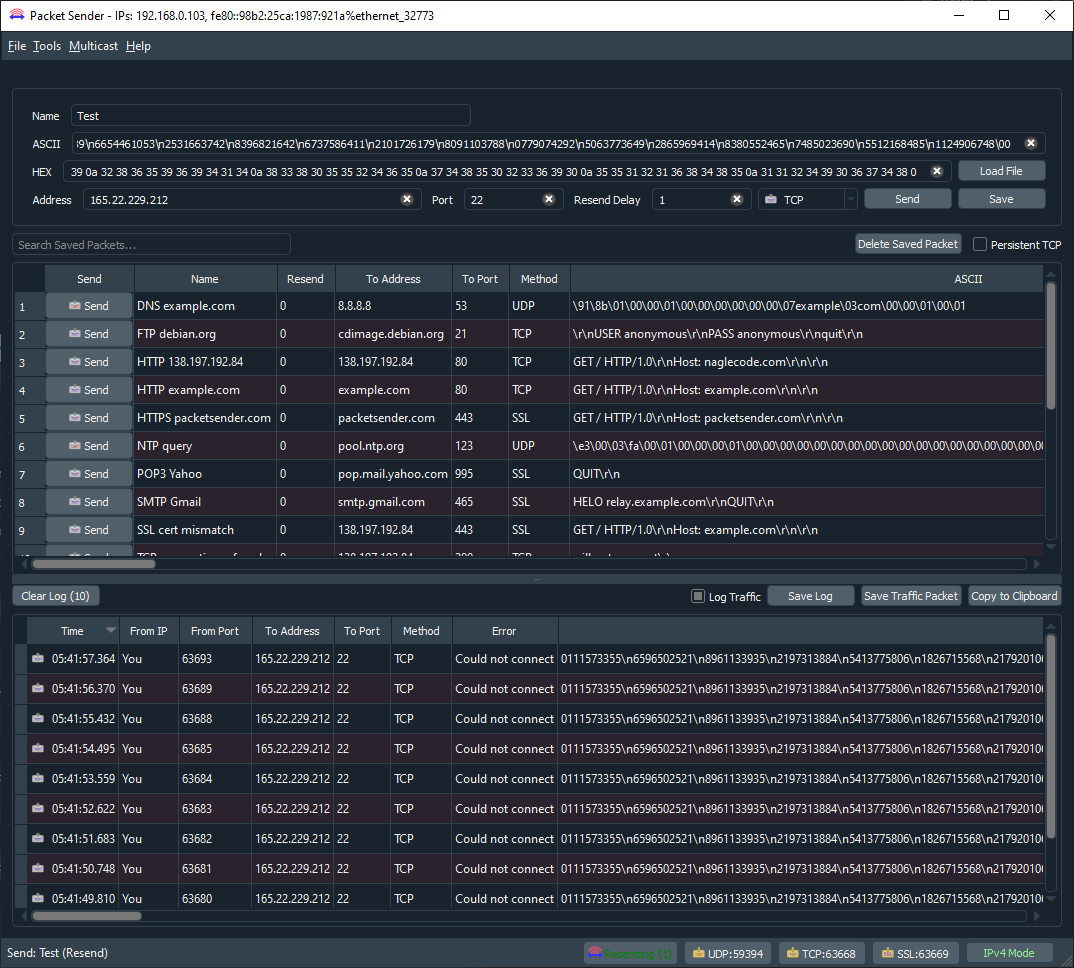 Packet Sender - IPs: 192.168.0.103, fe80::98b2:25ca:1987:921a%ethernet_32773
File Tools Multicast Help
Name Test
ASCII 39\n6654461053\n2531663742\n8396821642\n6737586411\n2101726179\n8091103788\n0779074292\n5063773649\n2865969414\n8380552465\n7485023690\n5512168485\n1124906748\00
HEX 39 0a 32 38 36 35 39 36 39 34 31 34 0a 38 33 38 30 35 35 32 34 36 35 0a 37 34 38 35 30 32 33 36 39 30 0a 35 35 31 32 31 36 38 34 38 35 0a 31 31 32 34 39 30 36 37 34 38 0 Load File
Address 165.22.229.212 Port 22 Resend Delay 1 TCP Send Save
Search Saved Packets... Delete Saved Packet Persistent TCP
Send Name Resend To Address To Port Method ASCII
1 Send DNS example.com 0 8.8.8.8 53 UDP \91\8b\01\00\00\01\00\00\00\00\00\00\07example\03com\00\00\01\00\01
2 Send FTP debian.org 0 cdimage.debian.org 21 TCP \r\nUSER anonymous\r\nPASS anonymous\r\nquit\r\n
3 Send HTTP 138.197.192.84 0 138.197.192.84 80 TCP GET / HTTP/1.0\r\nHost: naglecode.com\r\n\r\n
4 Send HTTP example.com 0 example.com 80 TCP GET / HTTP/1.0\r\nHost: example.com\r\n\r\n
5 Send HTTPS packetsender.com 0 packetsender.com 443 SSL GET / HTTP/1.0\r\nHost: packetsender.com\r\n\r\n
6 Send NTP query 0 pool.ntp.org 123 UDP \e3\00\03\fa\00\01\00\00\00\01\00\00\00\00\00\00\00\00\00\00\00\00\00\00\00\00\00\00\00
7 Send POP3 Yahoo 0 pop.mail.yahoo.com 995 SSL QUIT\r\n
8 Send SMTP Gmail 0 smtp.gmail.com 465 SSL HELO relay.example.com\r\nQUIT\r\n
9 Send SSL cert mismatch 0 138.197.192.84 443 SSL GET / HTTP/1.0\r\nHost: example.com\r\n\r\n
Clear Log (10) Log Traffic Save Log Save Traffic Packet Copy to Clipboard
Time From IP From Port To Address To Port Method Error
05:41:57.364 You 63693 165.22.229.212 22 TCP Could not connect 0111573355\n6596502521\n8961133935\n2197313884\n5413775806\n1826715568\n217920106
05:41:56.370 You 63689 165.22.229.212 22 TCP Could not connect 0111573355\n6596502521\n8961133935\n2197313884\n5413775806\n1826715568\n217920106
05:41:55.432 You 63688 165.22.229.212 22 TCP Could not connect 0111573355\n6596502521\n8961133935\n2197313884\n5413775806\n1826715568\n217920106
05:41:54.495 You 63685 165.22.229.212 22 TCP Could not connect 0111573355\n6596502521\n8961133935\n2197313884\n5413775806\n1826715568\n217920106
05:41:53.559 You 63684 165.22.229.212 22 TCP Could not connect 0111573355\n6596502521\n8961133935\n2197313884\n5413775806\n1826715568\n217920106
05:41:52.622 You 63683 165.22.229.212 22 TCP Could not connect 0111573355\n6596502521\n8961133935\n2197313884\n5413775806\n1826715568\n217920106
05:41:51.683 You 63682 165.22.229.212 22 TCP Could not connect 0111573355\n6596502521\n8961133935\n2197313884\n5413775806\n1826715568\n217920106
05:41:50.748 You 63681 165.22.229.212 22 TCP Could not connect 0111573355\n6596502521\n8961133935\n2197313884\n5413775806\n1826715568\n217920106
05:41:49.810 You 63680 165.22.229.212 22 TCP Could not connect 0111573355\n6596502521\n8961133935\n2197313884\n5413775806\n1826715568\n217920106
Send: Test (Resend) Resending (1) UDP:59394 TCP:63668 SSL:63669 IPv4 Mode